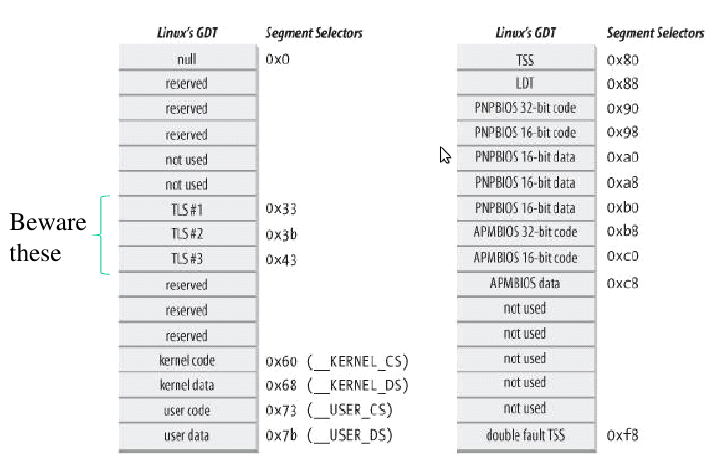 Linux's GDT Segment Selectors
null 0x0
reserved
reserved
reserved
not used
not used
TLS #1 0x33
TLS #2 0x3b
TLS #3 0x43
reserved
reserved
reserved
kernel code 0x60 (__KERNEL_CS)
kernel data 0x68 (__KERNEL_DS)
user code 0x73 (__USER_CS)
user data 0x7b (__USER_DS)
Beware
these
Linux's GDT Segment Selectors
TSS 0x80
LDT 0x88
PNPBIOS 32-bit code 0x90
PNPBIOS 16-bit code 0x98
PNPBIOS 16-bit data 0xa0
PNPBIOS 16-bit data 0xa8
PNPBIOS 16-bit data 0xb0
APMBIOS 32-bit code 0xb8
APMBIOS 16-bit code 0xc0
APMBIOS data 0xc8
not used
not used
not used
not used
not used
double fault TSS 0xf8